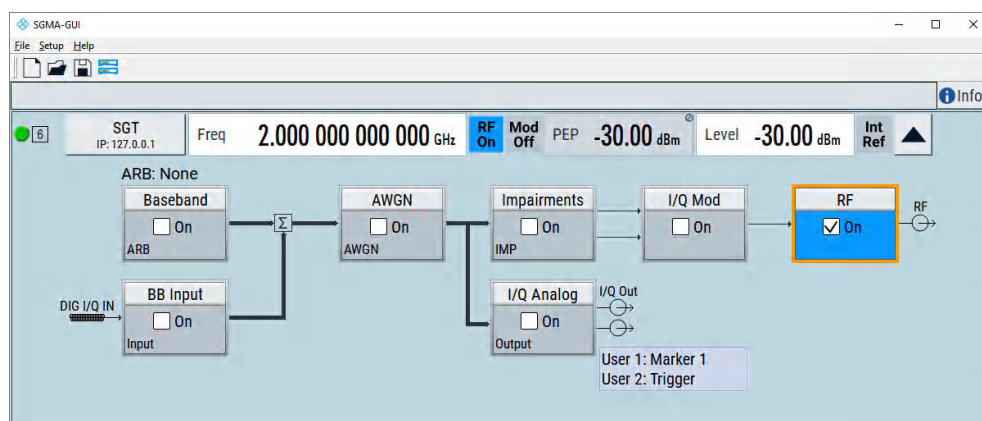 SGMA-GUI
File Setup Help
Info
6
SGT
IP: 127.0.0.1
Freq 2.000 000 000 000 GHz
RF On
Mod Off
PEP -30.00 dBm
Level -30.00 dBm
Int Ref
ARB: None
Baseband
On
ARB
Σ
AWGN
On
AWGN
Impairments
On
IMP
I/Q Mod
On
RF
On
RF
DIG I/Q IN
BB Input
On
Input
I/Q Analog
On
Output
I/Q Out
User 1: Marker 1
User 2: Trigger